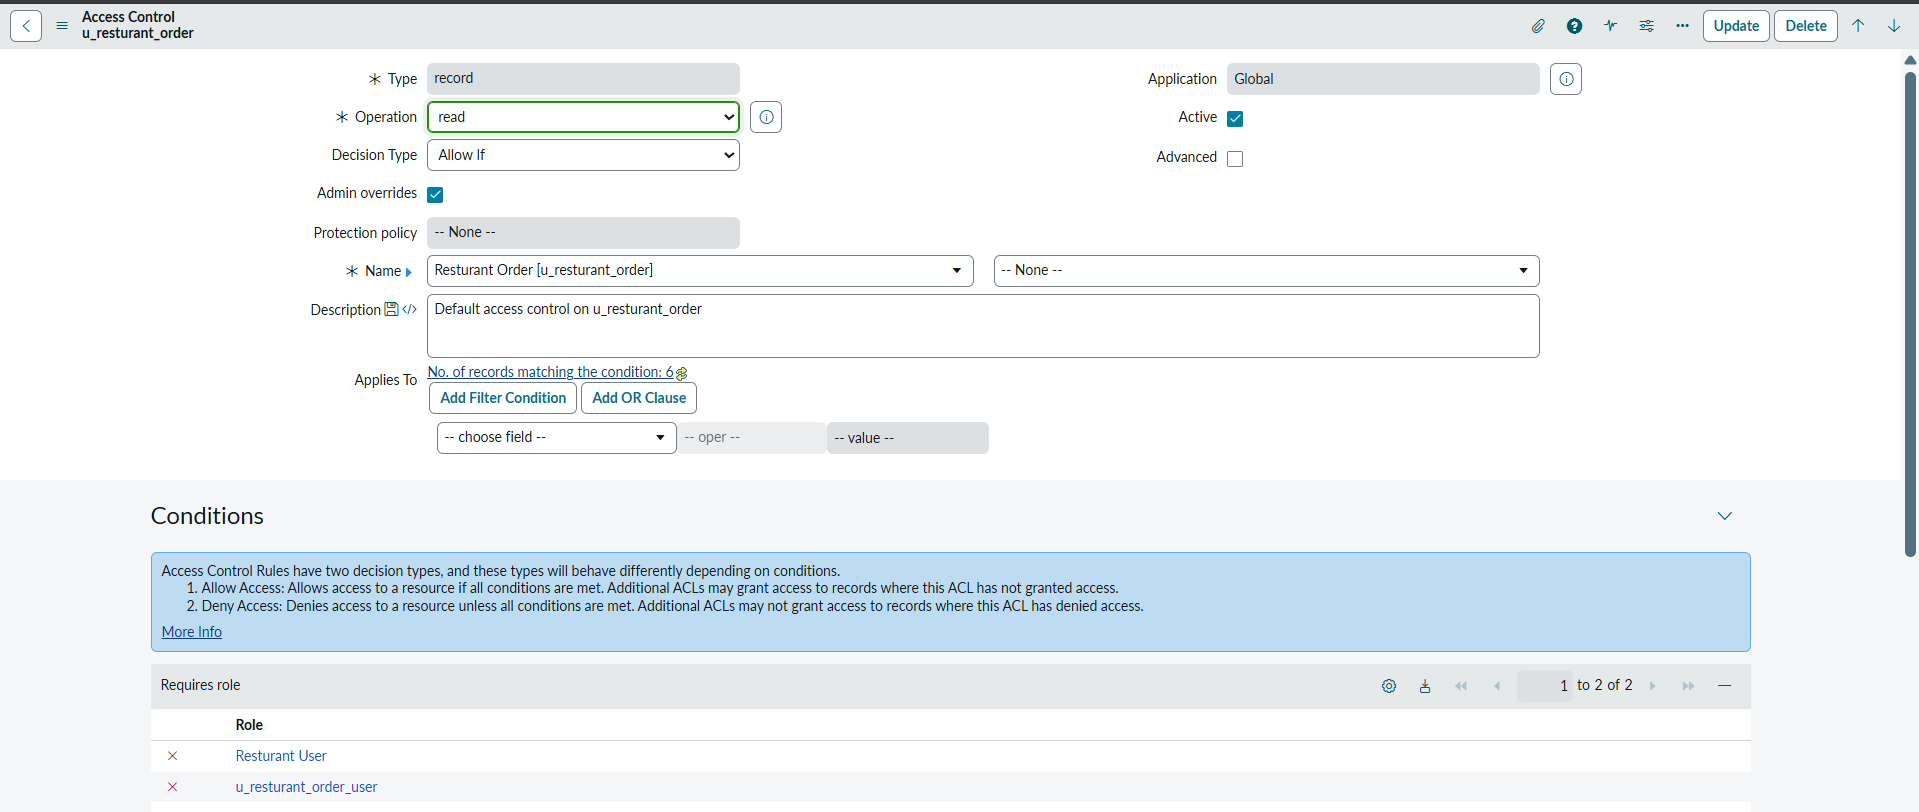 Access Control
u_resturant_order
Update
Delete
Type
record
Application
Global
Operation
read
Active
Decision Type
Allow If
Advanced
Admin overrides
Protection policy
-- None --
Name
Resturant Order [u_resturant_order]
-- None --
Description
Default access control on u_resturant_order
Applies To
No. of records matching the condition: 6
Add Filter Condition
Add OR Clause
-- choose field --
-- oper --
-- value --
Conditions
Access Control Rules have two decision types, and these types will behave differently depending on conditions.
1. Allow Access: Allows access to a resource if all conditions are met. Additional ACLs may grant access to records where this ACL has not granted access.
2. Deny Access: Denies access to a resource unless all conditions are met. Additional ACLs may not grant access to records where this ACL has denied access.
More Info
Requires role
1 to 2 of 2
Role
Resturant User
u_resturant_order_user